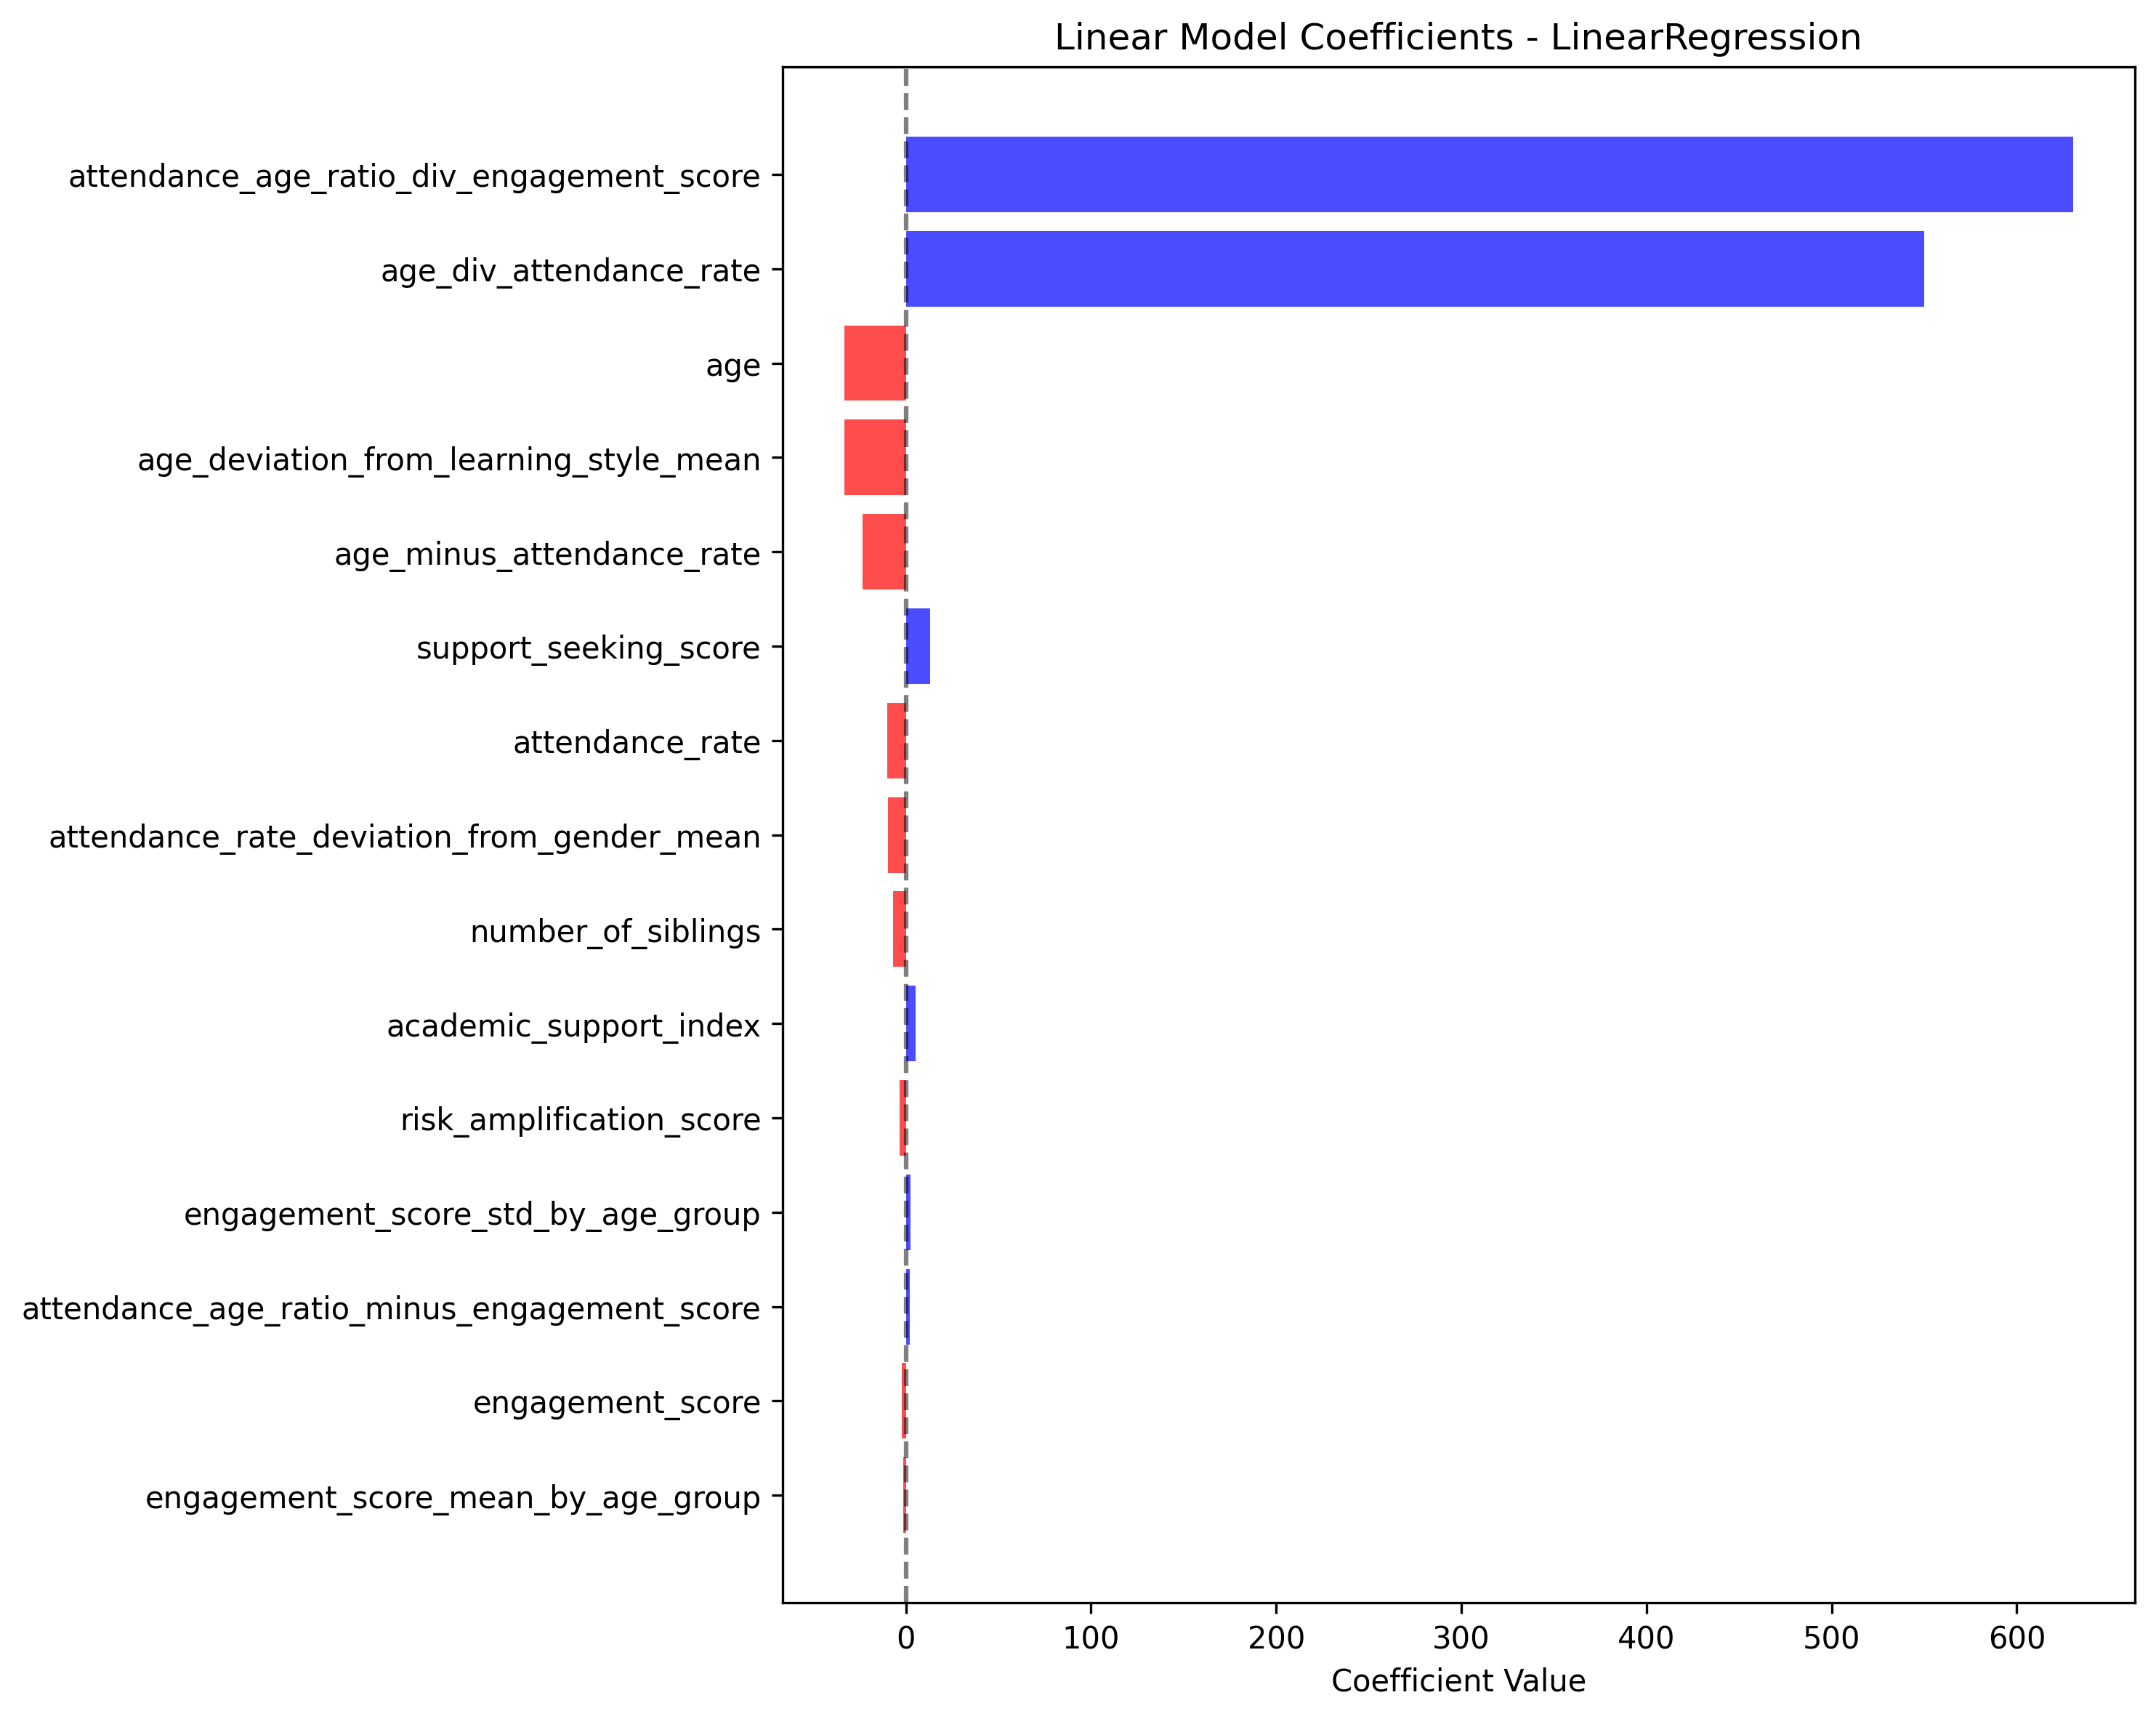 Linear Model Coefficients - LinearRegression
attendance_age_ratio_div_engagement_score
age_div_attendance_rate
age
age_deviation_from_learning_style_mean
age_minus_attendance_rate
support_seeking_score
attendance_rate
attendance_rate_deviation_from_gender_mean
number_of_siblings
academic_support_index
risk_amplification_score
engagement_score_std_by_age_group
attendance_age_ratio_minus_engagement_score
engagement_score
engagement_score_mean_by_age_group
0 100 200 300 400 500 600
Coefficient Value